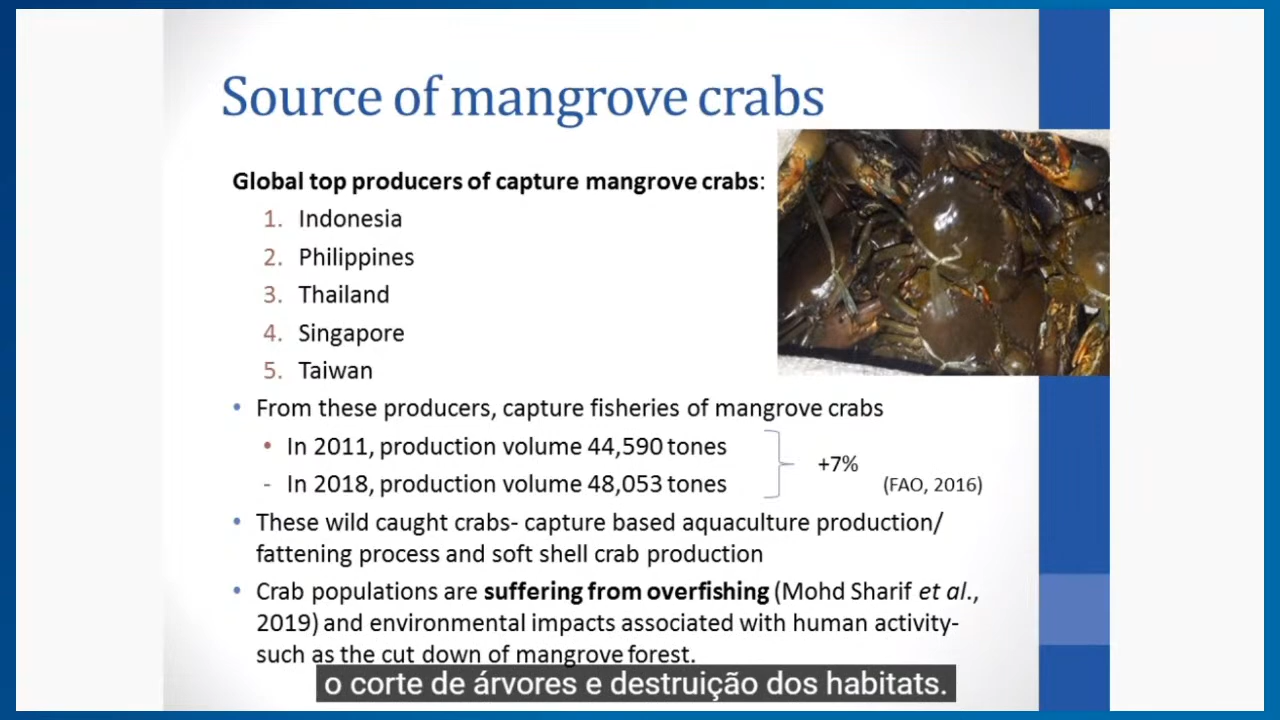 Source of mangrove crabs
Global top producers of capture mangrove crabs:
1. Indonesia
2. Philippines
3. Thailand
4. Singapore
5. Taiwan
• From these producers, capture fisheries of mangrove crabs
• In 2011, production volume 44,590 tones
- In 2018, production volume 48,053 tones
+7%
(FAO, 2016)
• These wild caught crabs- capture based aquaculture production/
fattening process and soft shell crab production
• Crab populations are suffering from overfishing (Mohd Sharif et al.,
2019) and environmental impacts associated with human activity-
such as the cut down of mangrove forest.
o corte de árvores e destruição dos habitats.